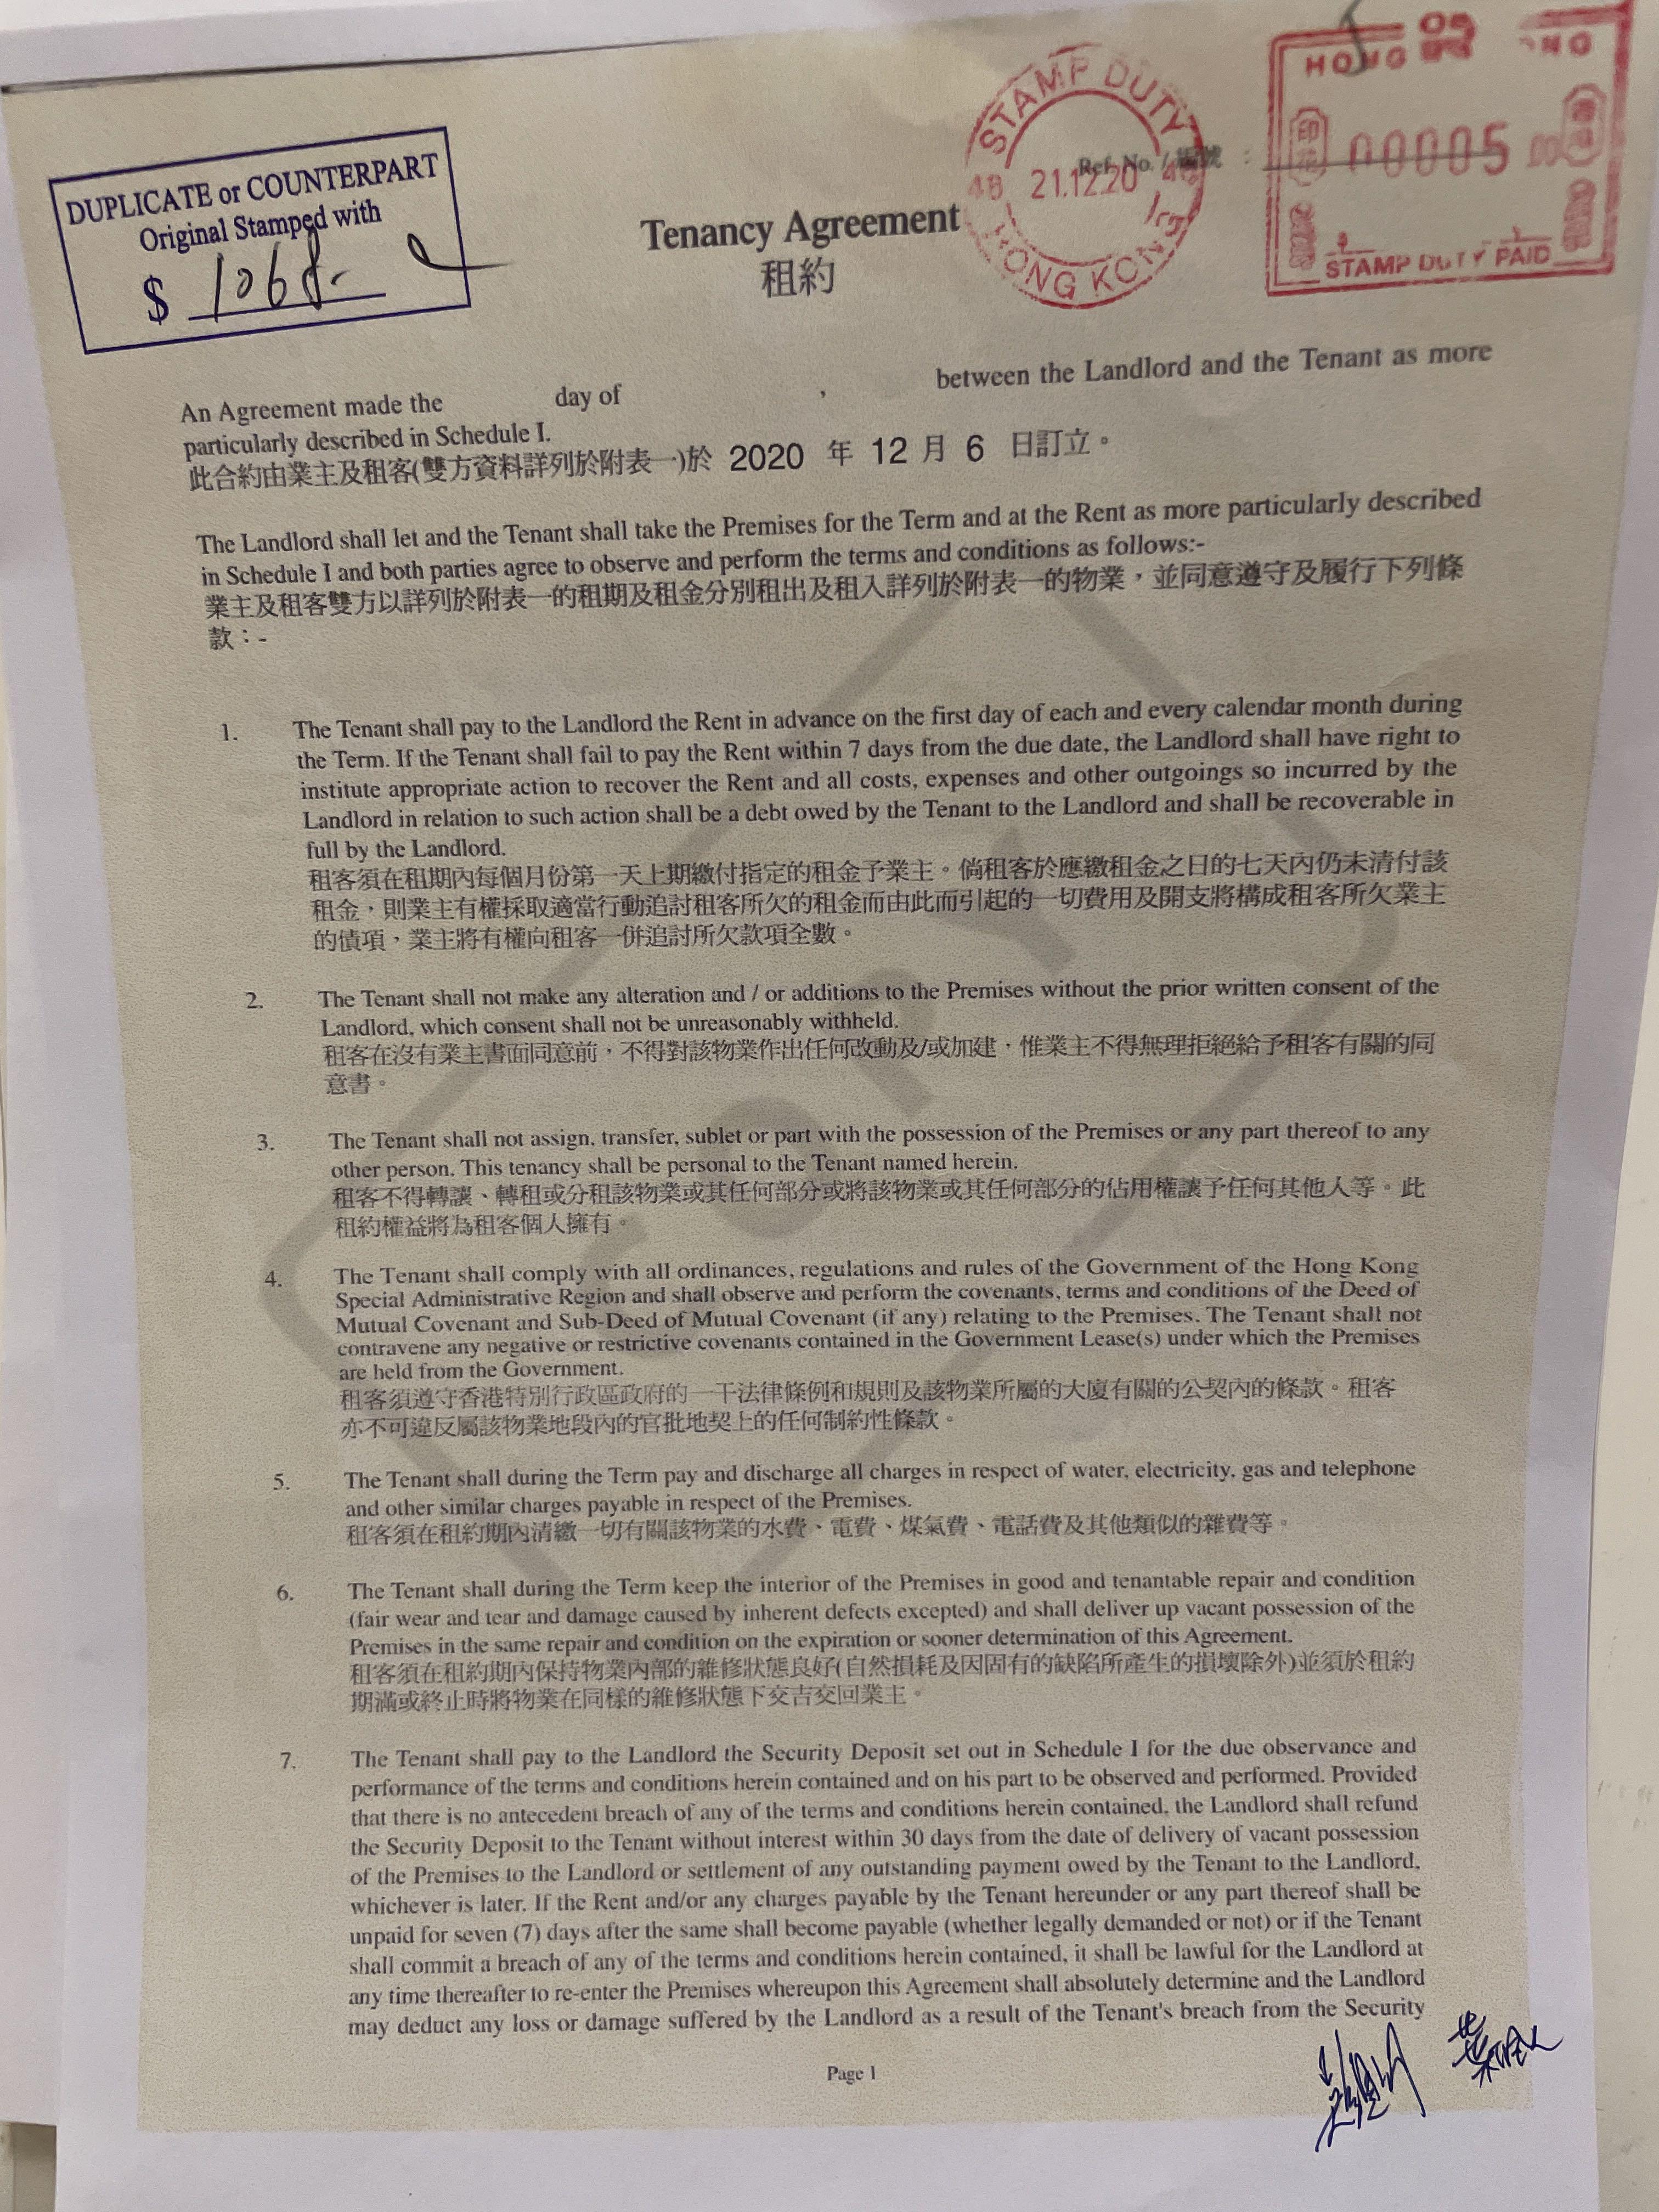 DUPLICATE or COUNTERPART
Original Stamped with
$ 1068-
STAMP DUTY
48 21.12.20 48
HONG KONG
HONG KONG
印花
00005
STAMP DUTY PAID
Ref. No. / 編號 :
Tenancy Agreement
租約
An Agreement made the day of , between the Landlord and the Tenant as more
particularly described in Schedule I.
此合約由業主及租客(雙方資料詳列於附表一)於 2020 年 12 月 6 日訂立。
The Landlord shall let and the Tenant shall take the Premises for the Term and at the Rent as more particularly described
in Schedule I and both parties agree to observe and perform the terms and conditions as follows:-
業主及租客雙方以詳列於附表一的租期及租金分別租出及租入詳列於附表一的物業，並同意遵守及履行下列條
款：-
1. The Tenant shall pay to the Landlord the Rent in advance on the first day of each and every calendar month during
the Term. If the Tenant shall fail to pay the Rent within 7 days from the due date, the Landlord shall have right to
institute appropriate action to recover the Rent and all costs, expenses and other outgoings so incurred by the
Landlord in relation to such action shall be a debt owed by the Tenant to the Landlord and shall be recoverable in
full by the Landlord.
租客須在租期內每個月份第一天上期繳付指定的租金予業主。倘租客於應繳租金之日的七天內仍未清付該
租金，則業主有權採取適當行動追討租客所欠的租金而由此而引起的一切費用及開支將構成租客所欠業主
的債項，業主將有權向租客一併追討所欠款項全數。
2. The Tenant shall not make any alteration and / or additions to the Premises without the prior written consent of the
Landlord, which consent shall not be unreasonably withheld.
租客在沒有業主書面同意前，不得對該物業作出任何改動及/或加建，惟業主不得無理拒絕給予租客有關的同
意書。
3. The Tenant shall not assign, transfer, sublet or part with the possession of the Premises or any part thereof to any
other person. This tenancy shall be personal to the Tenant named herein.
租客不得轉讓、轉租或分租該物業或其任何部分或將該物業或其任何部分的佔用權讓予任何其他人等。此
租約權益將為租客個人擁有。
4. The Tenant shall comply with all ordinances, regulations and rules of the Government of the Hong Kong
Special Administrative Region and shall observe and perform the covenants, terms and conditions of the Deed of
Mutual Covenant and Sub-Deed of Mutual Covenant (if any) relating to the Premises. The Tenant shall not
contravene any negative or restrictive covenants contained in the Government Lease(s) under which the Premises
are held from the Government.
租客須遵守香港特別行政區政府的一干法律條例和規則及該物業所屬的大廈有關的公契內的條款。租客
亦不可違反屬該物業地段內的官批地契上的任何制約性條款。
5. The Tenant shall during the Term pay and discharge all charges in respect of water, electricity, gas and telephone
and other similar charges payable in respect of the Premises.
租客須在租約期內清繳一切有關該物業的水費、電費、煤氣費、電話費及其他類似的雜費等。
6. The Tenant shall during the Term keep the interior of the Premises in good and tenantable repair and condition
(fair wear and tear and damage caused by inherent defects excepted) and shall deliver up vacant possession of the
Premises in the same repair and condition on the expiration or sooner determination of this Agreement.
租客須在租約期內保持物業內部的維修狀態良好(自然損耗及因固有的缺陷所產生的損壞除外)並須於租約
期滿或終止時將物業在同樣的維修狀態下交吉交回業主。
7. The Tenant shall pay to the Landlord the Security Deposit set out in Schedule I for the due observance and
performance of the terms and conditions herein contained and on his part to be observed and performed. Provided
that there is no antecedent breach of any of the terms and conditions herein contained, the Landlord shall refund
the Security Deposit to the Tenant without interest within 30 days from the date of delivery of vacant possession
of the Premises to the Landlord or settlement of any outstanding payment owed by the Tenant to the Landlord,
whichever is later. If the Rent and/or any charges payable by the Tenant hereunder or any part thereof shall be
unpaid for seven (7) days after the same shall become payable (whether legally demanded or not) or if the Tenant
shall commit a breach of any of the terms and conditions herein contained, it shall be lawful for the Landlord at
any time thereafter to re-enter the Premises whereupon this Agreement shall absolutely determine and the Landlord
may deduct any loss or damage suffered by the Landlord as a result of the Tenant's breach from the Security
Page 1
COPY